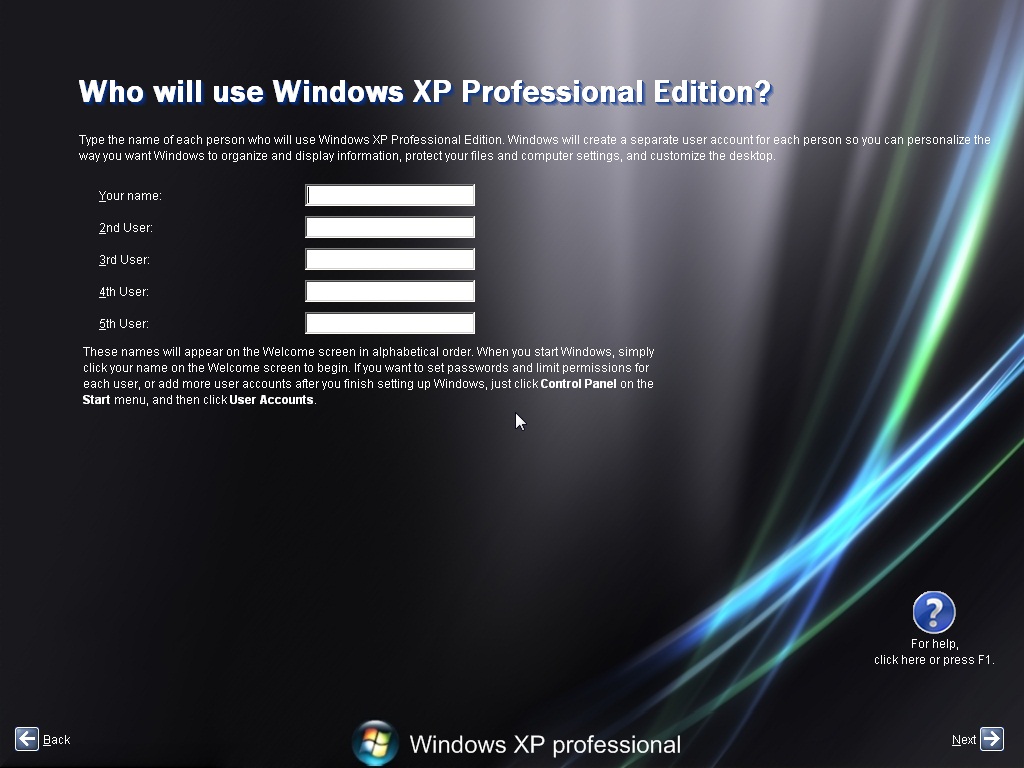 Who will use Windows XP Professional Edition?
Type the name of each person who will use Windows XP Professional Edition. Windows will create a separate user account for each person so you can personalize the
way you want Windows to organize and display information, protect your files and computer settings, and customize the desktop.
Your name:
2nd User:
3rd User:
4th User:
5th User:
These names will appear on the Welcome screen in alphabetical order. When you start Windows, simply
click your name on the Welcome screen to begin. If you want to set passwords and limit permissions for
each user, or add more user accounts after you finish setting up Windows, just click Control Panel on the
Start menu, and then click User Accounts.
?
For help,
click here or press F1.
Back
Windows XP professional
Next